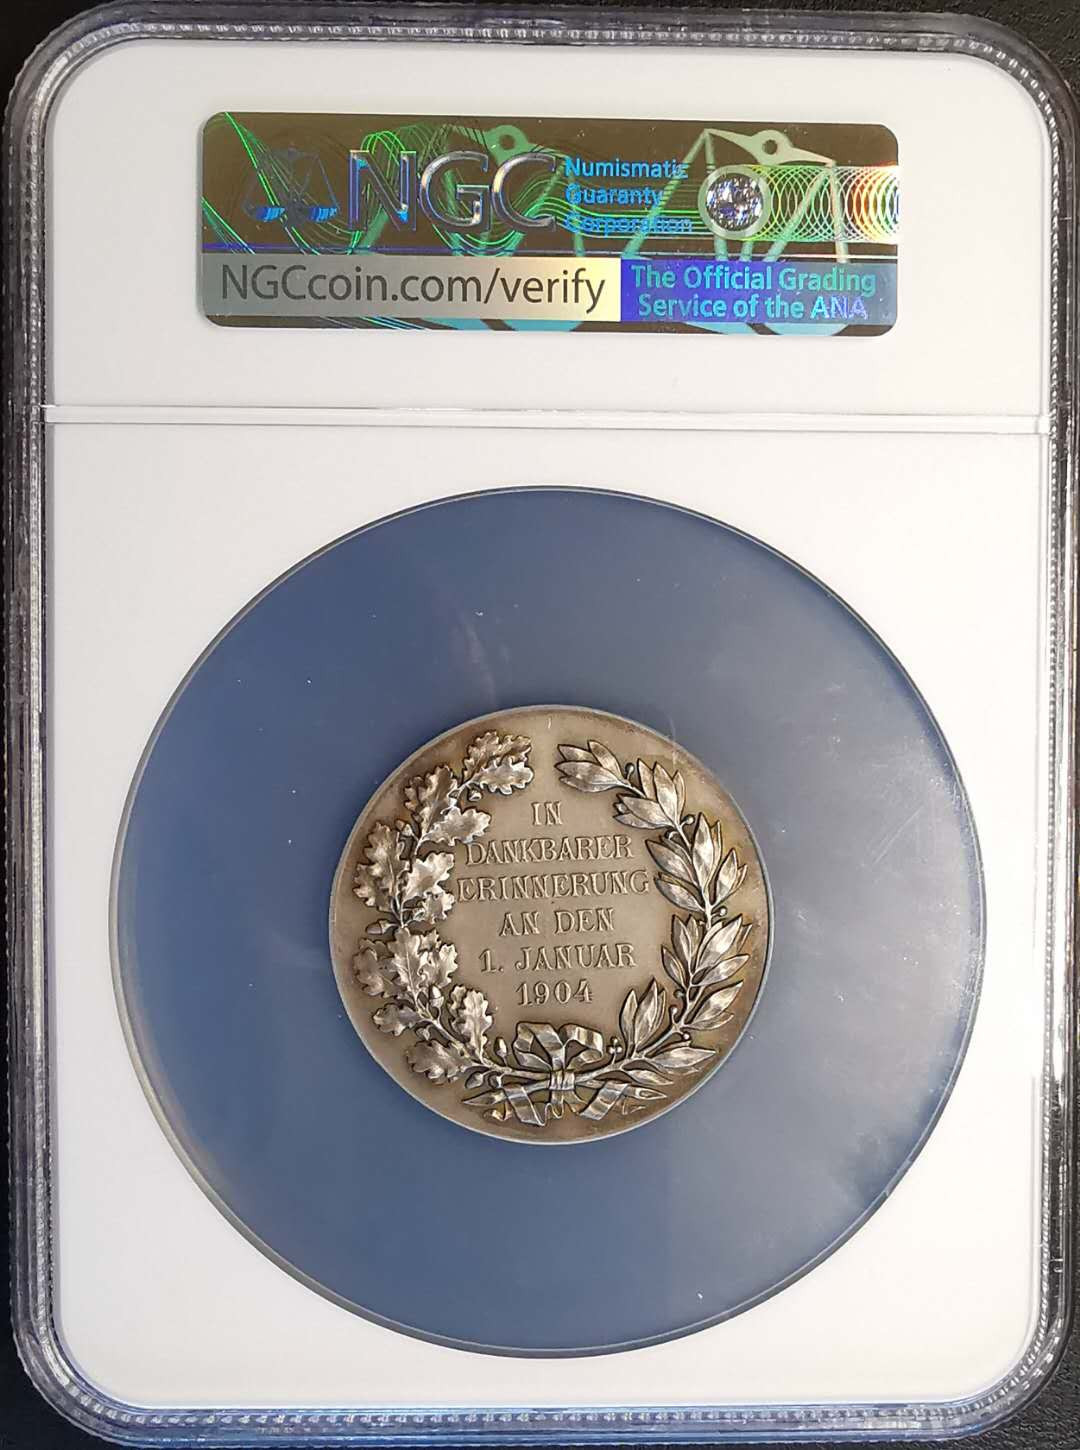 NGC
Numismatic
Guaranty
Corporation
NGCcoin.com/verify
The Official Grading
Service of the ANA
IN
DANKBARER
ERINNERUNG
AN DEN
1. JANUAR
1904